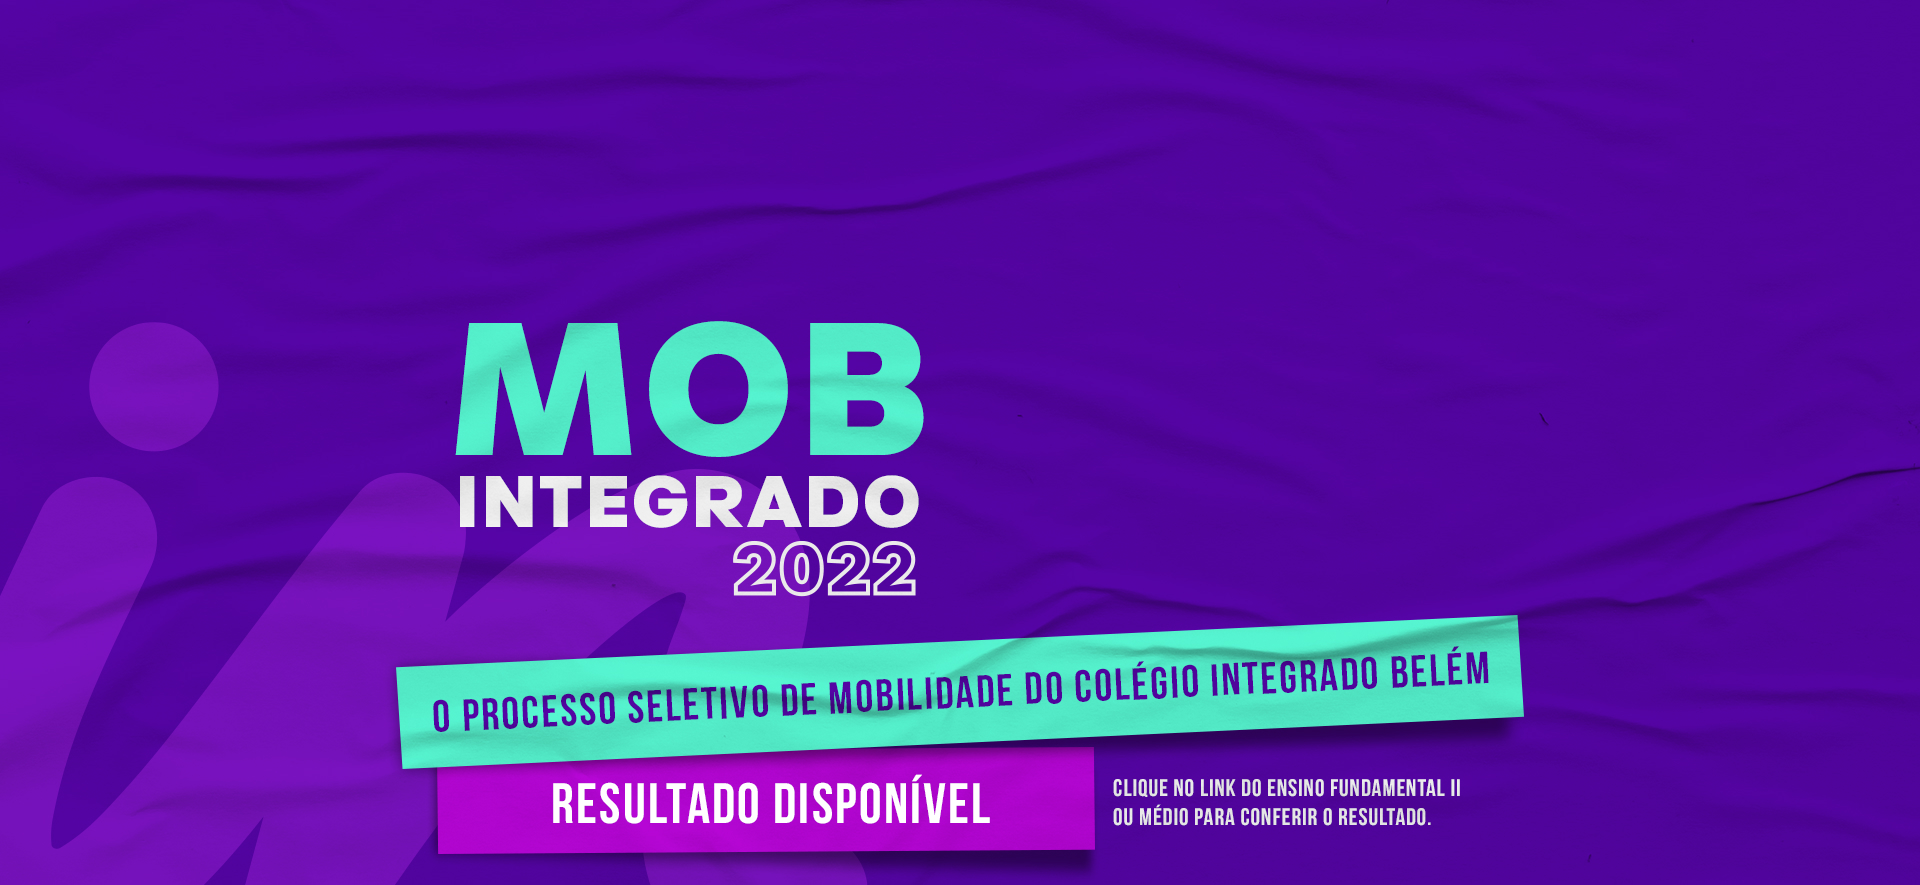 MOB
INTEGRADO
2022
O PROCESSO SELETIVO DE MOBILIDADE DO COLÉGIO INTEGRADO BELÉM
RESULTADO DISPONÍVEL
CLIQUE NO LINK DO ENSINO FUNDAMENTAL II
OU MÉDIO PARA CONFERIR O RESULTADO.